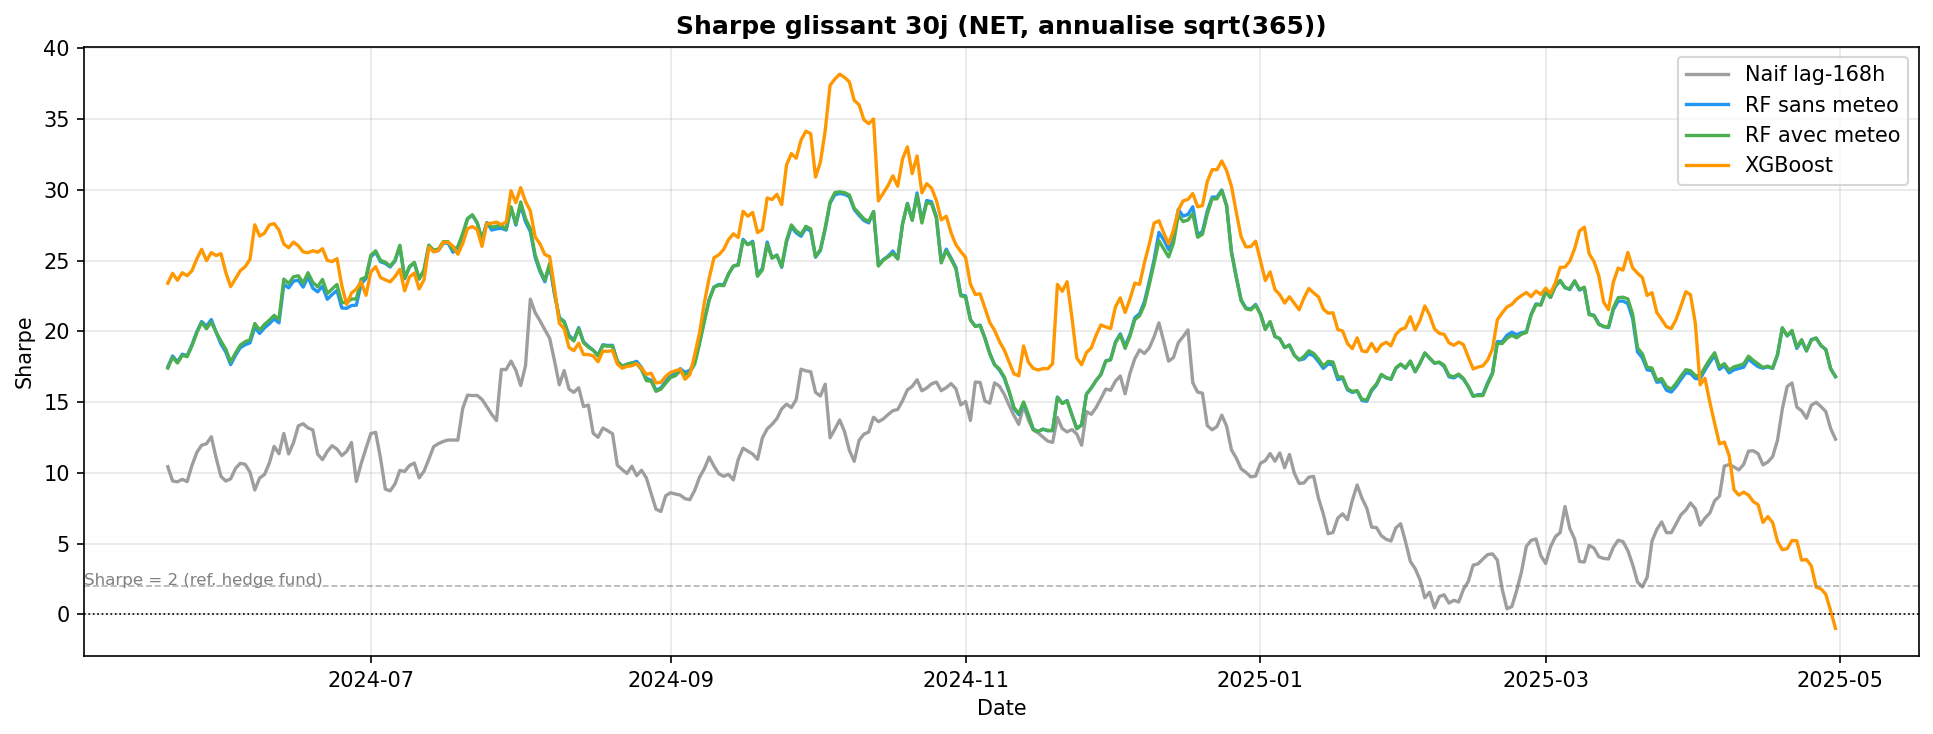 Sharpe glissant 30j (NET, annualise sqrt(365))
40
35
30
25
20
15
10
5
0
Sharpe
Naif lag-168h
RF sans meteo
RF avec meteo
XGBoost
Sharpe = 2 (ref. hedge fund)
2024-07
2024-09
2024-11
2025-01
2025-03
2025-05
Date